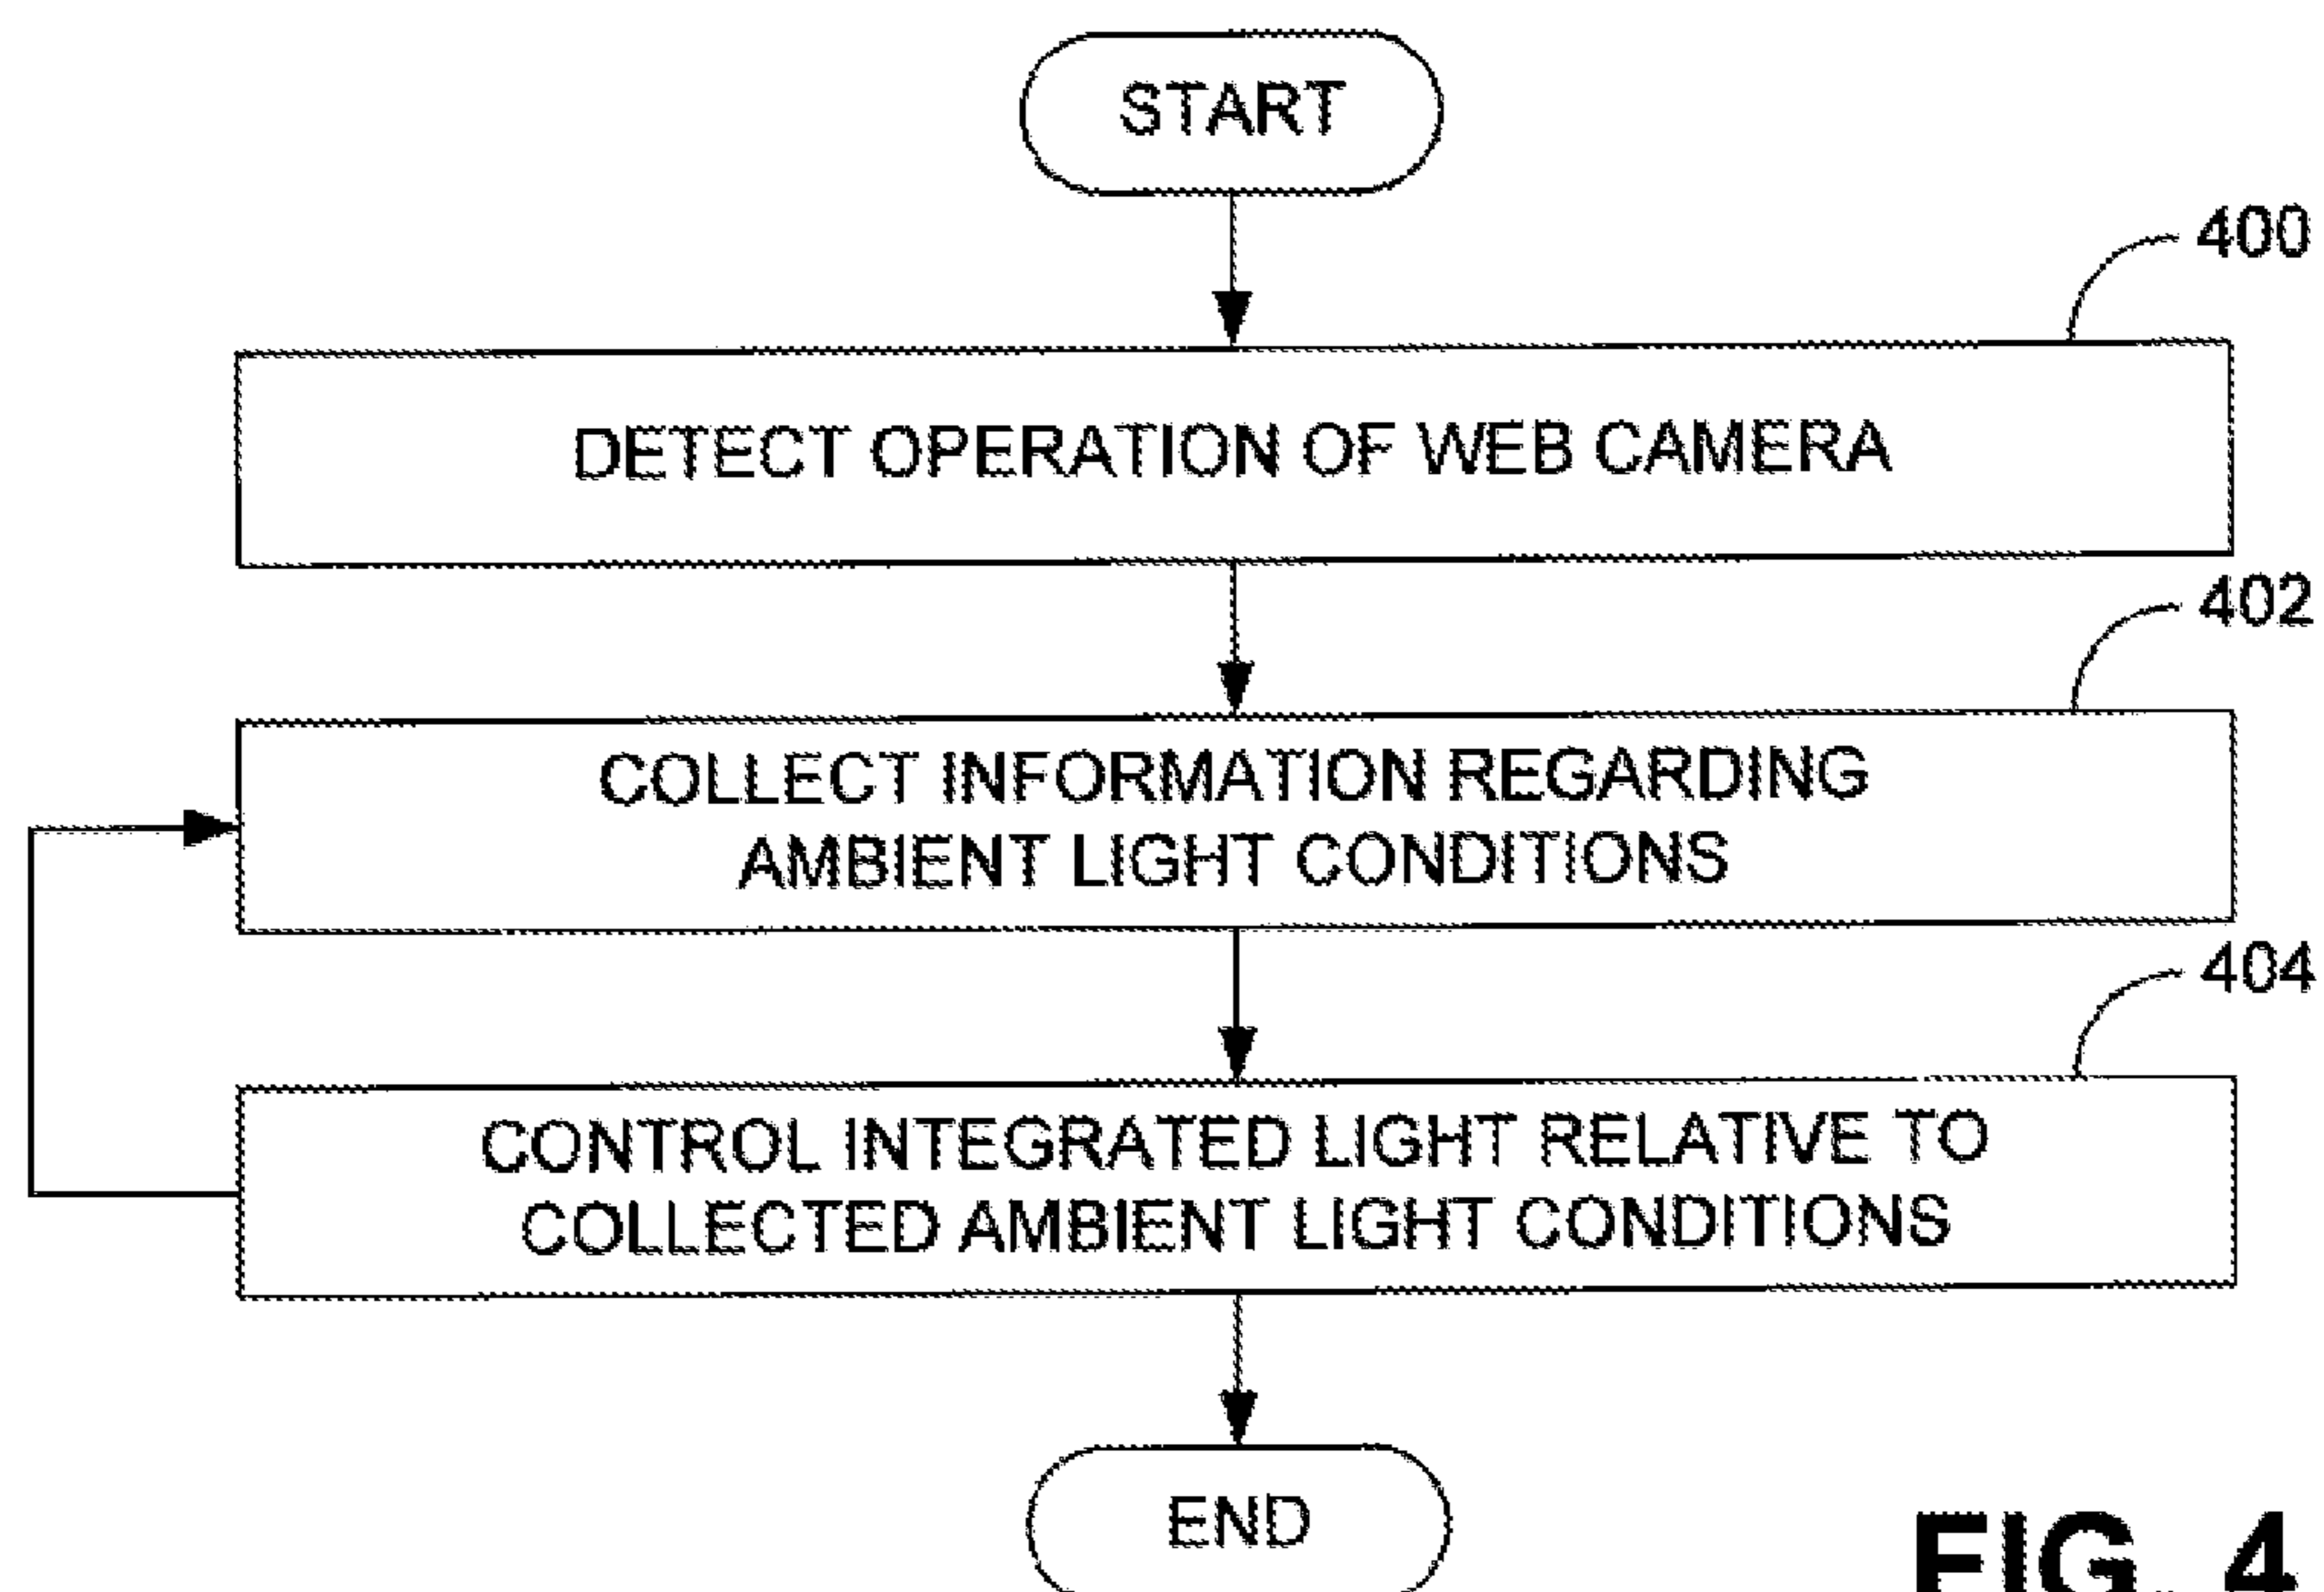 START
400
DETECT OPERATION OF WEB CAMERA
402
COLLECT INFORMATION REGARDING
AMBIENT LIGHT CONDITIONS
404
CONTROL INTEGRATED LIGHT RELATIVE TO
COLLECTED AMBIENT LIGHT CONDITIONS
END
FIG. 4